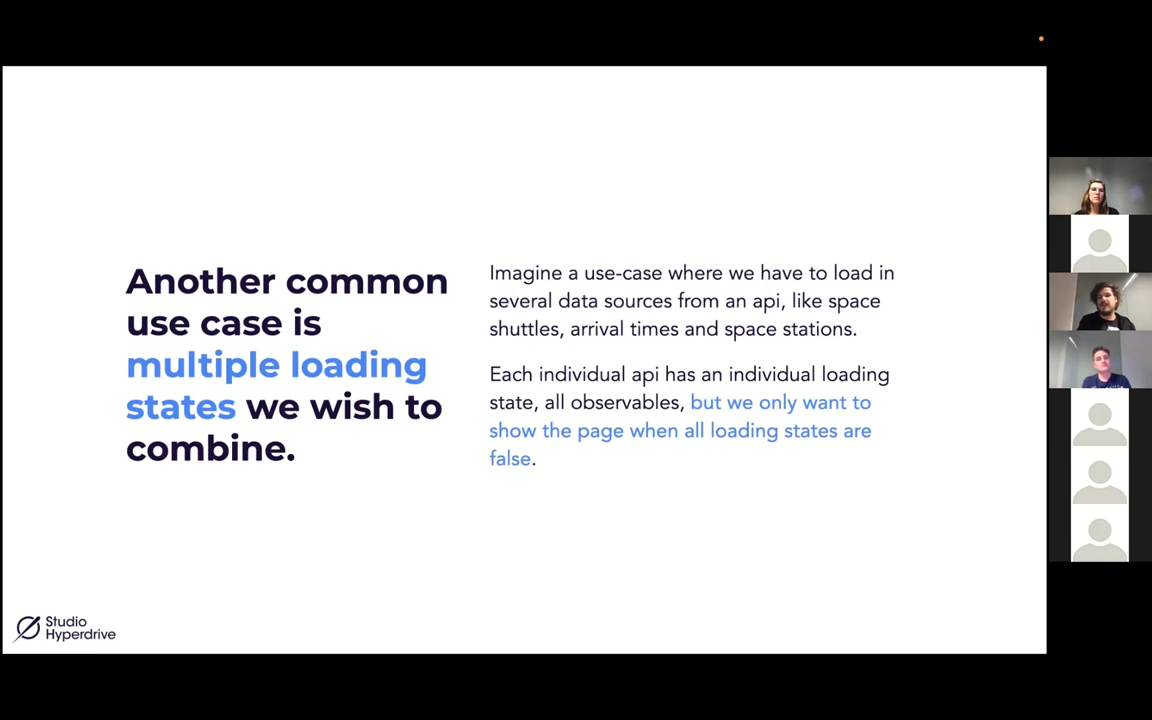 Another common
use case is
multiple loading
states we wish to
combine.
Imagine a use-case where we have to load in
several data sources from an api, like space
shuttles, arrival times and space stations.
Each individual api has an individual loading
state, all observables, but we only want to
show the page when all loading states are
false.
Studio
Hyperdrive